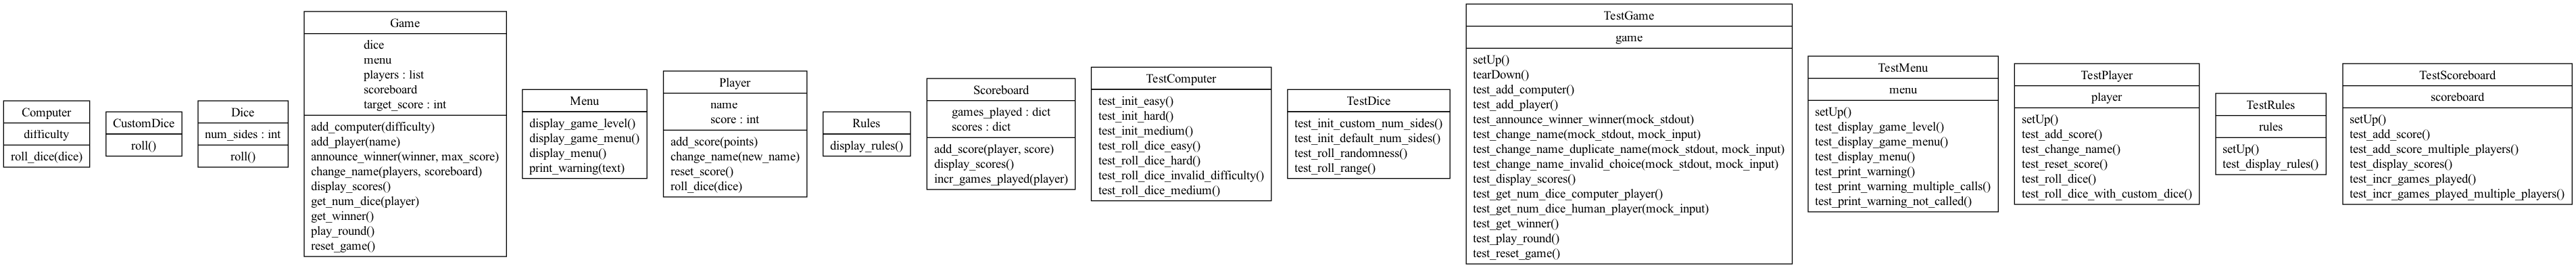 Computer
difficulty
roll_dice(dice)
CustomDice
roll()
Dice
num_sides : int
roll()
Game
dice
menu
players : list
scoreboard
target_score : int
add_computer(difficulty)
add_player(name)
announce_winner(winner, max_score)
change_name(players, scoreboard)
display_scores()
get_num_dice(player)
get_winner()
play_round()
reset_game()
Menu
display_game_level()
display_game_menu()
display_menu()
print_warning(text)
Player
name
score : int
add_score(points)
change_name(new_name)
reset_score()
roll_dice(dice)
Rules
display_rules()
Scoreboard
games_played : dict
scores : dict
add_score(player, score)
display_scores()
incr_games_played(player)
TestComputer
test_init_easy()
test_init_hard()
test_init_medium()
test_roll_dice_easy()
test_roll_dice_hard()
test_roll_dice_invalid_difficulty()
test_roll_dice_medium()
TestDice
test_init_custom_num_sides()
test_init_default_num_sides()
test_roll_randomness()
test_roll_range()
TestGame
game
setUp()
tearDown()
test_add_computer()
test_add_player()
test_announce_winner_winner(mock_stdout)
test_change_name(mock_stdout, mock_input)
test_change_name_duplicate_name(mock_stdout, mock_input)
test_change_name_invalid_choice(mock_stdout, mock_input)
test_display_scores()
test_get_num_dice_computer_player()
test_get_num_dice_human_player(mock_input)
test_get_winner()
test_play_round()
test_reset_game()
TestMenu
menu
setUp()
test_display_game_level()
test_display_game_menu()
test_display_menu()
test_print_warning()
test_print_warning_multiple_calls()
test_print_warning_not_called()
TestPlayer
player
setUp()
test_add_score()
test_change_name()
test_reset_score()
test_roll_dice()
test_roll_dice_with_custom_dice()
TestRules
rules
setUp()
test_display_rules()
TestScoreboard
scoreboard
setUp()
test_add_score()
test_add_score_multiple_players()
test_display_scores()
test_incr_games_played()
test_incr_games_played_multiple_players()